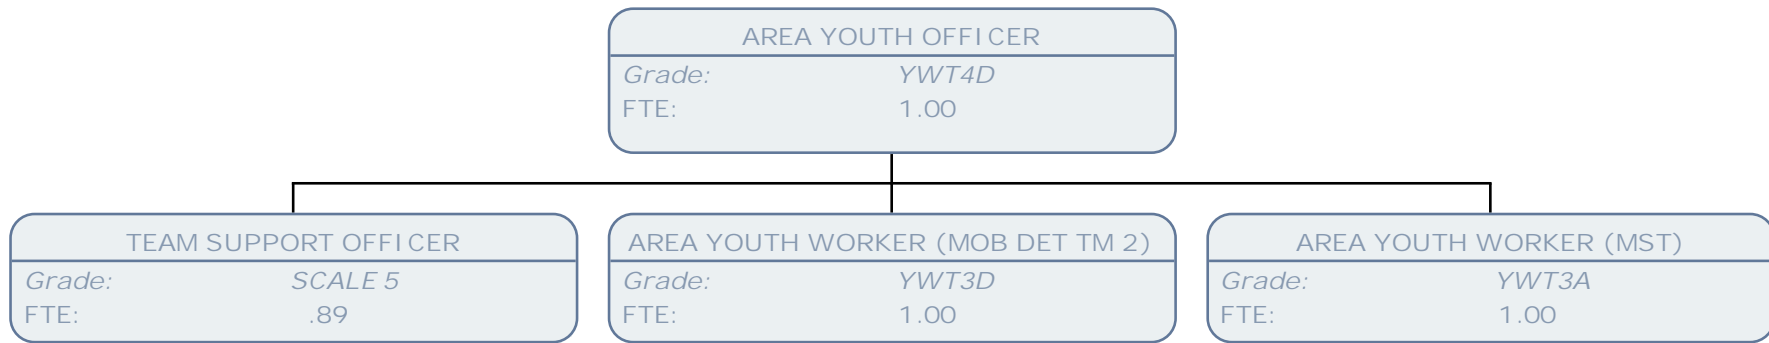 AREA YOUTH OFFICER
Grade: YWT4D
FTE: 1.00
TEAM SUPPORT OFFICER
Grade: SCALE 5
FTE: .89
AREA YOUTH WORKER (MOB DET TM 2)
Grade: YWT3D
FTE: 1.00
AREA YOUTH WORKER (MST)
Grade: YWT3A
FTE: 1.00